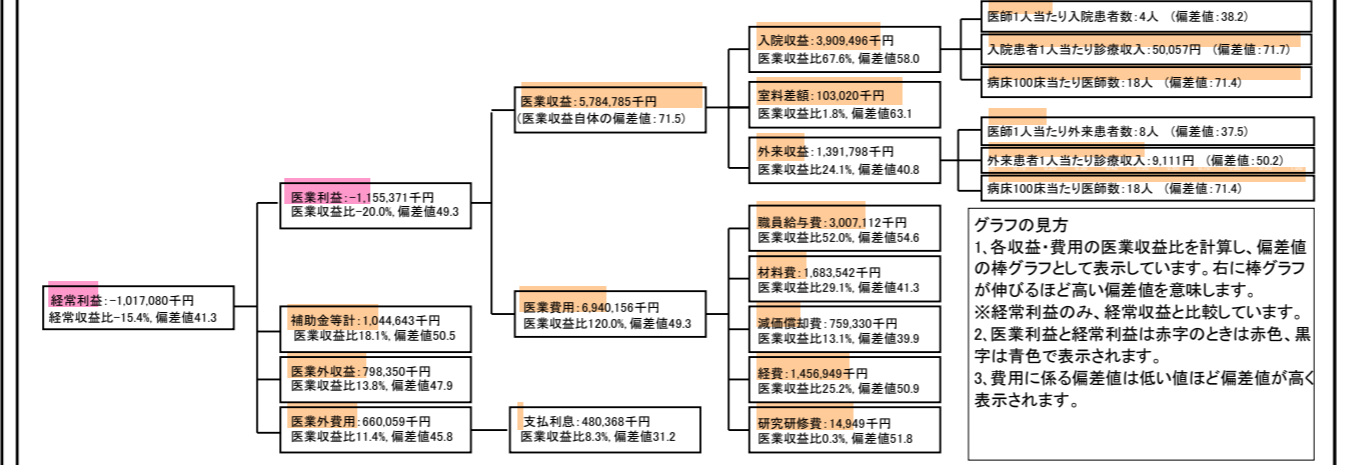 経常利益:-1,017,080千円
経常収益比-15.4%, 偏差値41.3
医業利益:-1,155,371千円
医業収益比-20.0%, 偏差値49.3
補助金等計:1,044,643千円
医業収益比18.1%, 偏差値50.5
医業外収益:798,350千円
医業収益比13.8%, 偏差値47.9
医業外費用:660,059千円
医業収益比11.4%, 偏差値45.8
医業収益:5,784,785千円
(医業収益自体の偏差値:71.5)
医業費用:6,940,156千円
医業収益比120.0%, 偏差値49.3
支払利息:480,368千円
医業収益比8.3%, 偏差値31.2
入院収益:3,909,496千円
医業収益比67.6%, 偏差値58.0
室料差額:103,020千円
医業収益比1.8%, 偏差値63.1
外来収益:1,391,798千円
医業収益比24.1%, 偏差値40.8
職員給与費:3,007,112千円
医業収益比52.0%, 偏差値54.6
材料費:1,683,542千円
医業収益比29.1%, 偏差値41.3
減価償却費:759,330千円
医業収益比13.1%, 偏差値39.9
経費:1,456,949千円
医業収益比25.2%, 偏差値50.9
研究研修費:14,949千円
医業収益比0.3%, 偏差値51.8
医師1人当たり入院患者数:4人 (偏差値:38.2)
入院患者1人当たり診療収入:50,057円 (偏差値:71.7)
病床100床当たり医師数:18人 (偏差値:71.4)
医師1人当たり外来患者数:8人 (偏差値:37.5)
外来患者1人当たり診療収入:9,111円 (偏差値:50.2)
病床100床当たり医師数:18人 (偏差値:71.4)
グラフの見方
1、各収益・費用の医業収益比を計算し、偏差値
の棒グラフとして表示しています。右に棒グラフ
が伸びるほど高い偏差値を意味します。
※経常利益のみ、経常収益と比較しています。
2、医業利益と経常利益は赤字のときは赤色、黒
字は青色で表示されます。
3、費用に係る偏差値は低い値ほど偏差値が高く
表示されます。